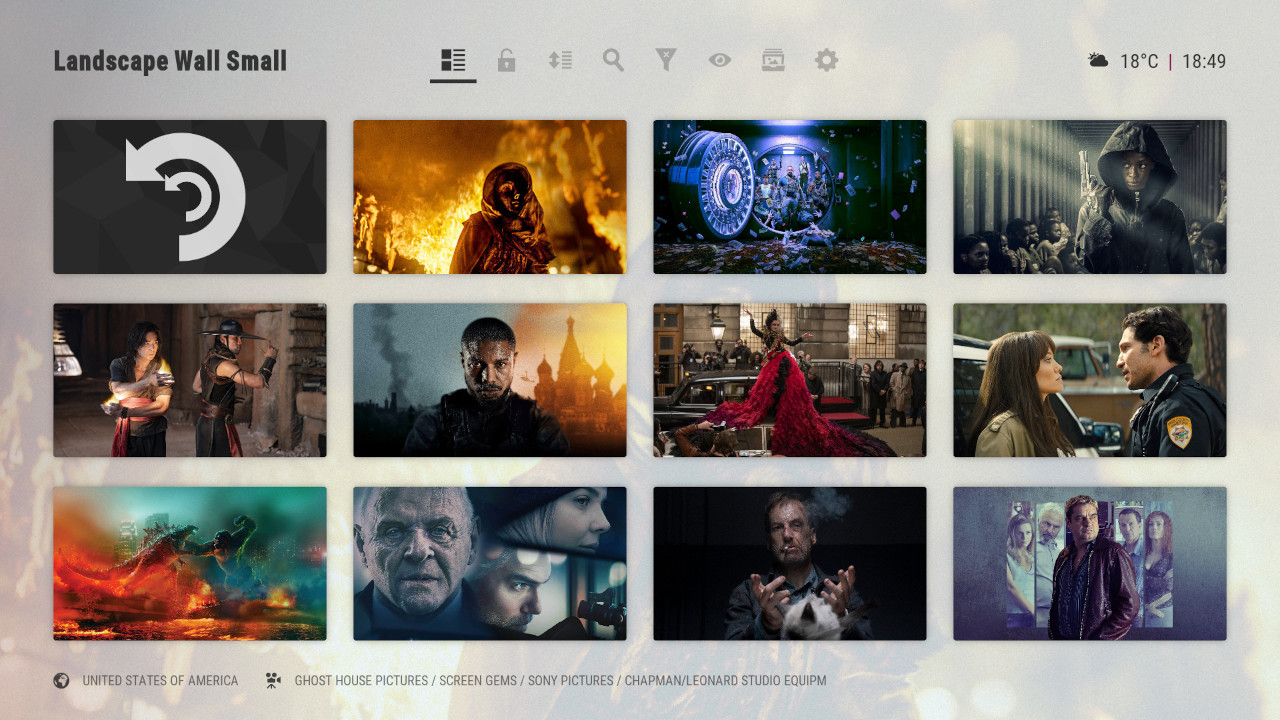 Landscape Wall Small
18°C | 18:49
UNITED STATES OF AMERICA
GHOST HOUSE PICTURES / SCREEN GEMS / SONY PICTURES / CHAPMAN/LEONARD STUDIO EQUIPM